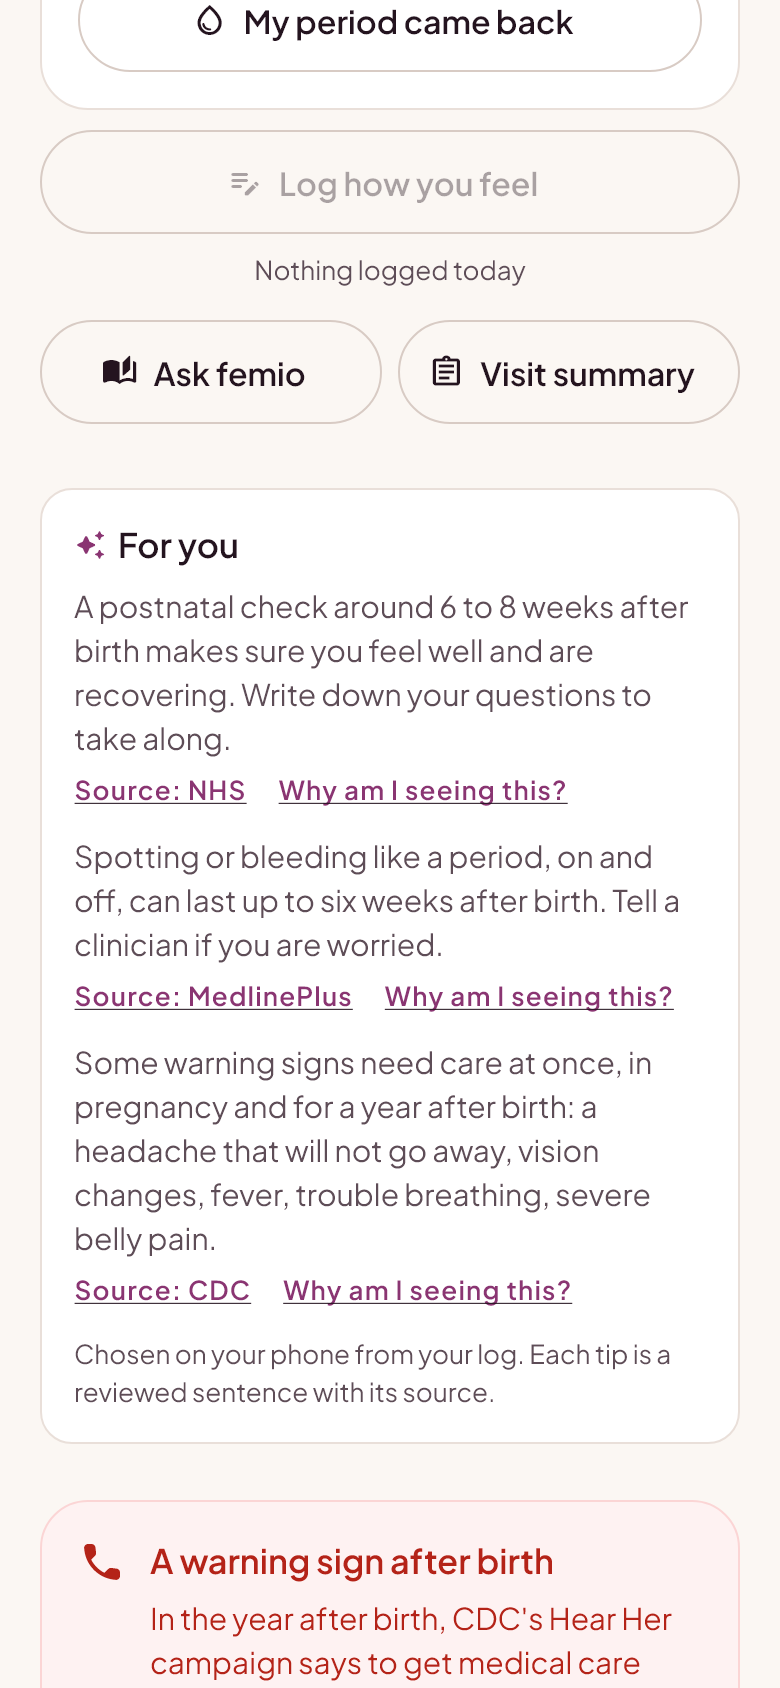 My period came back
Log how you feel
Nothing logged today
Ask femio
Visit summary
For you
A postnatal check around 6 to 8 weeks after
birth makes sure you feel well and are
recovering. Write down your questions to
take along.
Source: NHS Why am I seeing this?
Spotting or bleeding like a period, on and
off, can last up to six weeks after birth. Tell a
clinician if you are worried.
Source: MedlinePlus Why am I seeing this?
Some warning signs need care at once, in
pregnancy and for a year after birth: a
headache that will not go away, vision
changes, fever, trouble breathing, severe
belly pain.
Source: CDC Why am I seeing this?
Chosen on your phone from your log. Each tip is a
reviewed sentence with its source.
A warning sign after birth
In the year after birth, CDC's Hear Her
campaign says to get medical care